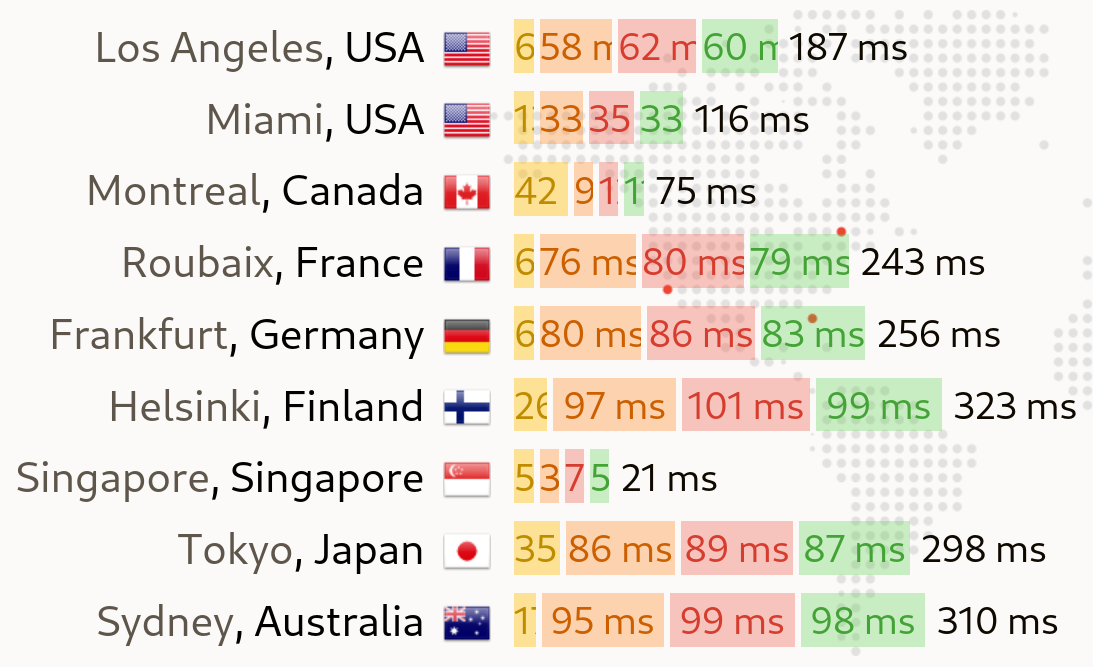 Los Angeles, USA 6 58 m 62 m 60 m 187 ms
Miami, USA 1 33 35 33 116 ms
Montreal, Canada 42 9 1 1 75 ms
Roubaix, France 6 76 ms 80 ms 79 ms 243 ms
Frankfurt, Germany 6 80 ms 86 ms 83 ms 256 ms
Helsinki, Finland 26 97 ms 101 ms 99 ms 323 ms
Singapore, Singapore 5 3 7 5 21 ms
Tokyo, Japan 35 86 ms 89 ms 87 ms 298 ms
Sydney, Australia 17 95 ms 99 ms 98 ms 310 ms